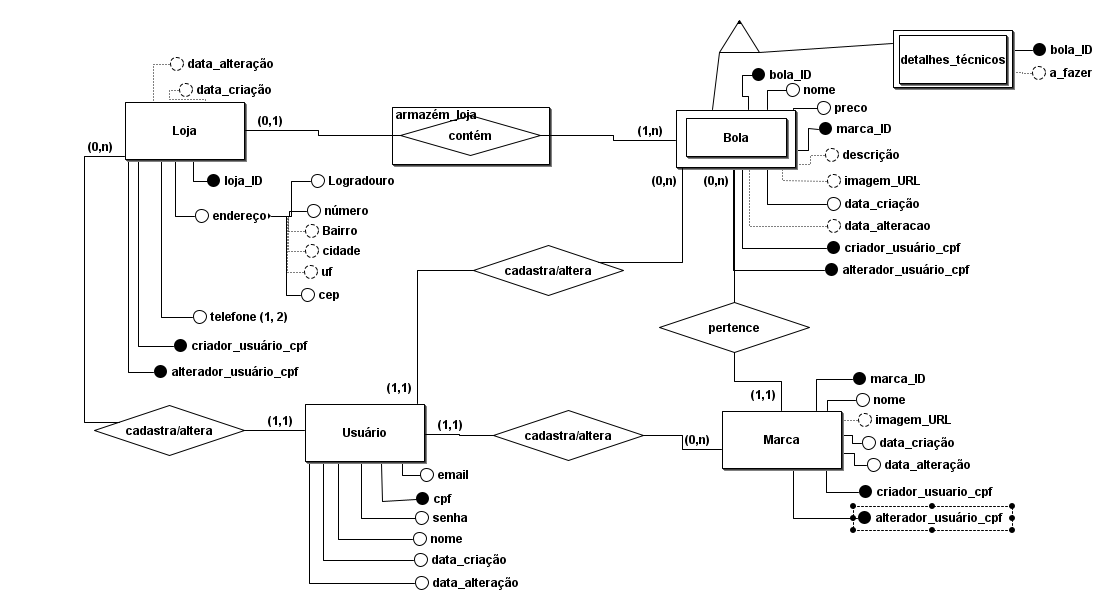 bola_ID
detalhes_técnicos
a_fazer
data_alteração
data_criação
Loja
(0,1)
(0,n)
armazém_loja
contém
(1,n)
bola_ID
nome
preco
marca_ID
Bola
descrição
imagem_URL
data_criação
data_alteracao
criador_usuário_cpf
alterador_usuário_cpf
(0,n)
(0,n)
loja_ID
endereço
Logradouro
número
Bairro
cidade
uf
cep
telefone (1, 2)
criador_usuário_cpf
alterador_usuário_cpf
cadastra/altera
pertence
(1,1)
(1,1)
cadastra/altera
(1,1)
Usuário
(1,1)
cadastra/altera
(0,n)
Marca
marca_ID
nome
imagem_URL
data_criação
data_alteração
criador_usuario_cpf
alterador_usuário_cpf
email
cpf
senha
nome
data_criação
data_alteração